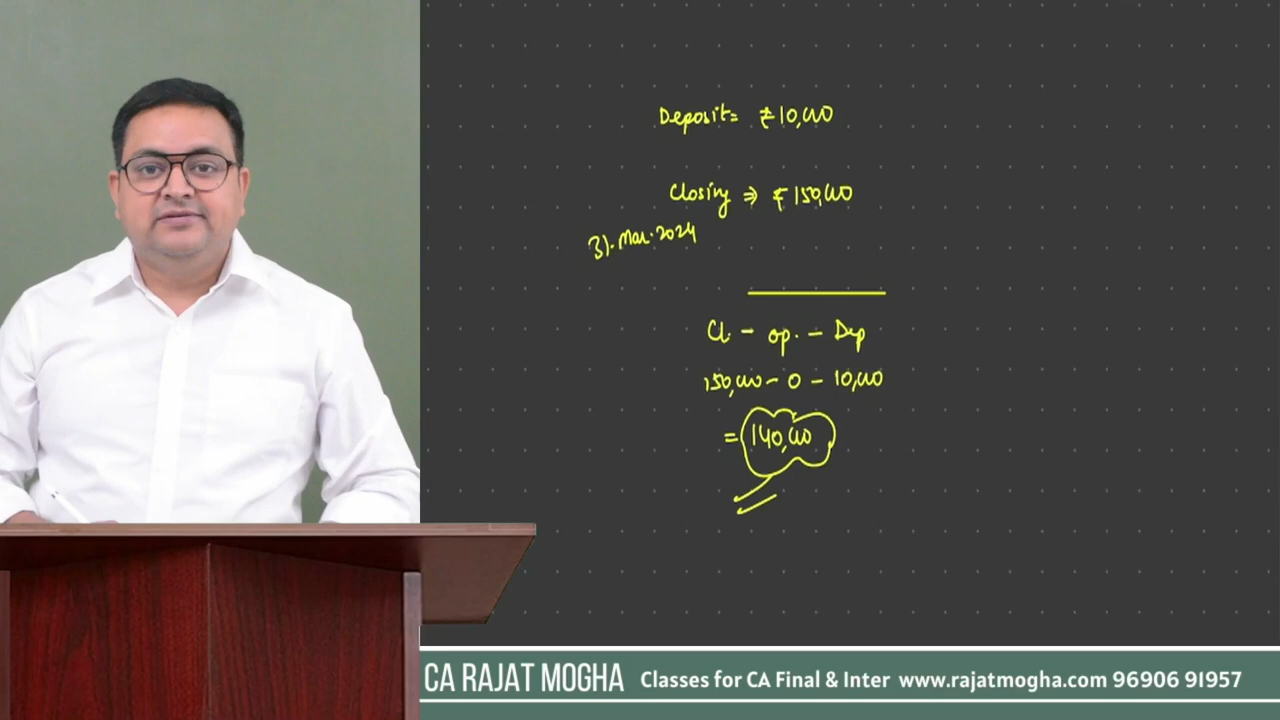 Deposit = ₹10,000
Closing ⇒ ₹150,000
31.Mar.2024
Cl. - op. - Dep
150,000 - 0 - 10,000
= 140,000
CA RAJAT MOGHA Classes for CA Final & Inter www.rajatmogha.com 96906 91957